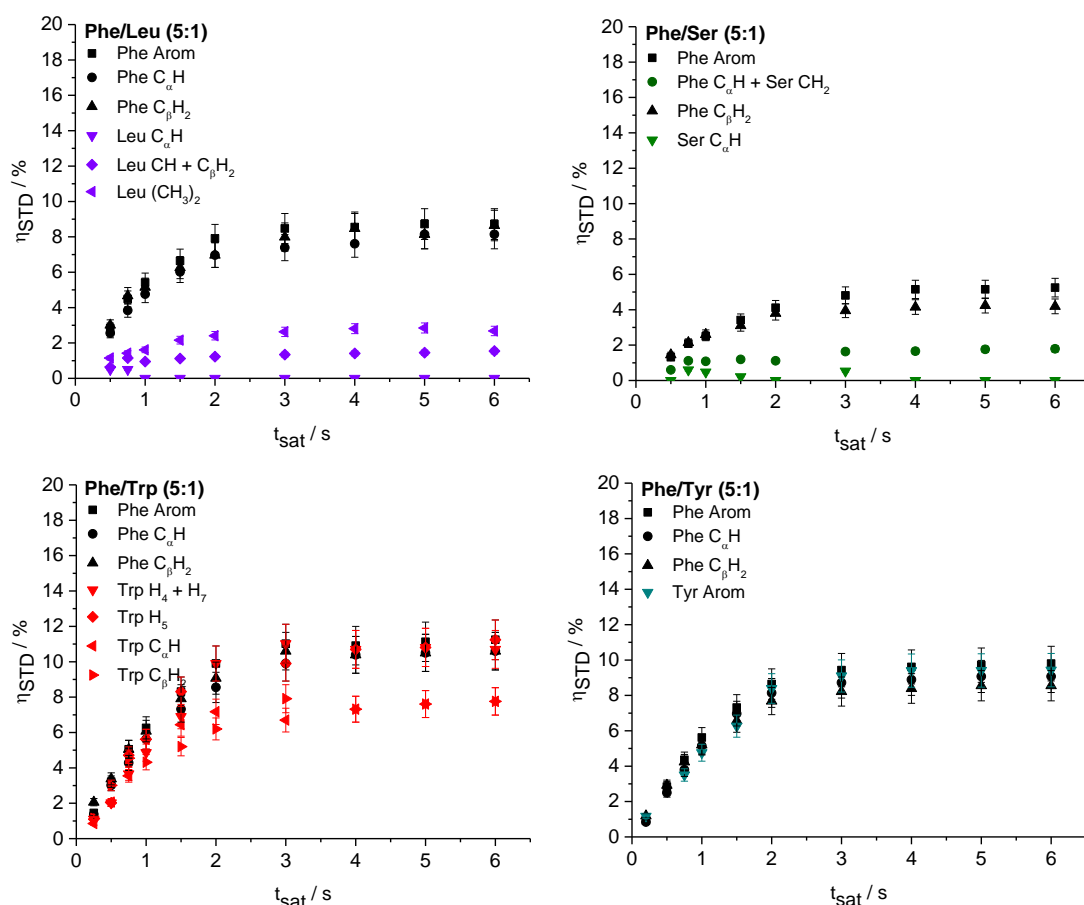 Phe/Leu (5:1)
Phe Arom
Phe CαH
Phe CβH2
Leu CαH
Leu CH + CβH2
Leu (CH3)2
ηSTD / %
20
18
16
14
12
10
8
6
4
2
0
0 1 2 3 4 5 6
tsat / s
Phe/Ser (5:1)
Phe Arom
Phe CαH + Ser CH2
Phe CβH2
Ser CαH
ηSTD / %
20
18
16
14
12
10
8
6
4
2
0
0 1 2 3 4 5 6
tsat / s
Phe/Trp (5:1)
Phe Arom
Phe CαH
Phe CβH2
Trp H4 + H7
Trp H5
Trp CαH
Trp CβH2
ηSTD / %
20
18
16
14
12
10
8
6
4
2
0
0 1 2 3 4 5 6
tsat / s
Phe/Tyr (5:1)
Phe Arom
Phe CαH
Phe CβH2
Tyr Arom
ηSTD / %
20
18
16
14
12
10
8
6
4
2
0
0 1 2 3 4 5 6
tsat / s